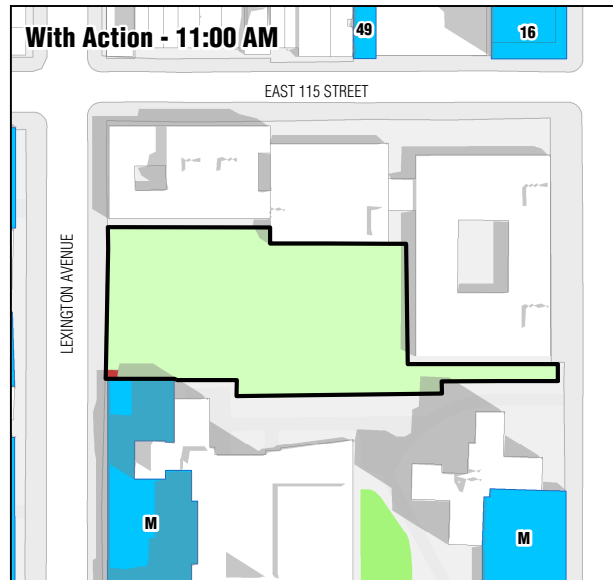 With Action - 11:00 AM
49
16
EAST 115 STREET
LEXINGTON AVENUE
M
M